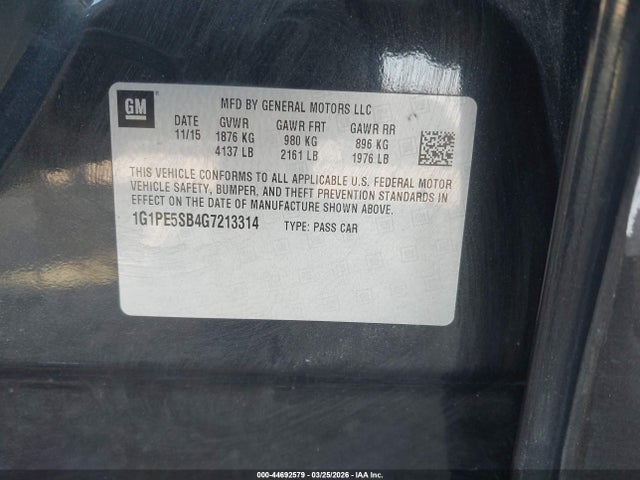 GM
MFD BY GENERAL MOTORS LLC
DATE GVWR GAWR FRT GAWR RR
11/15 1876 KG 980 KG 896 KG
4137 LB 2161 LB 1976 LB
THIS VEHICLE CONFORMS TO ALL APPLICABLE U.S. FEDERAL MOTOR
VEHICLE SAFETY, BUMPER, AND THEFT PREVENTION STANDARDS IN
EFFECT ON THE DATE OF MANUFACTURE SHOWN ABOVE.
1G1PE5SB4G7213314 TYPE: PASS CAR
000-44692579 - 03/25/2026 - IAA Inc.